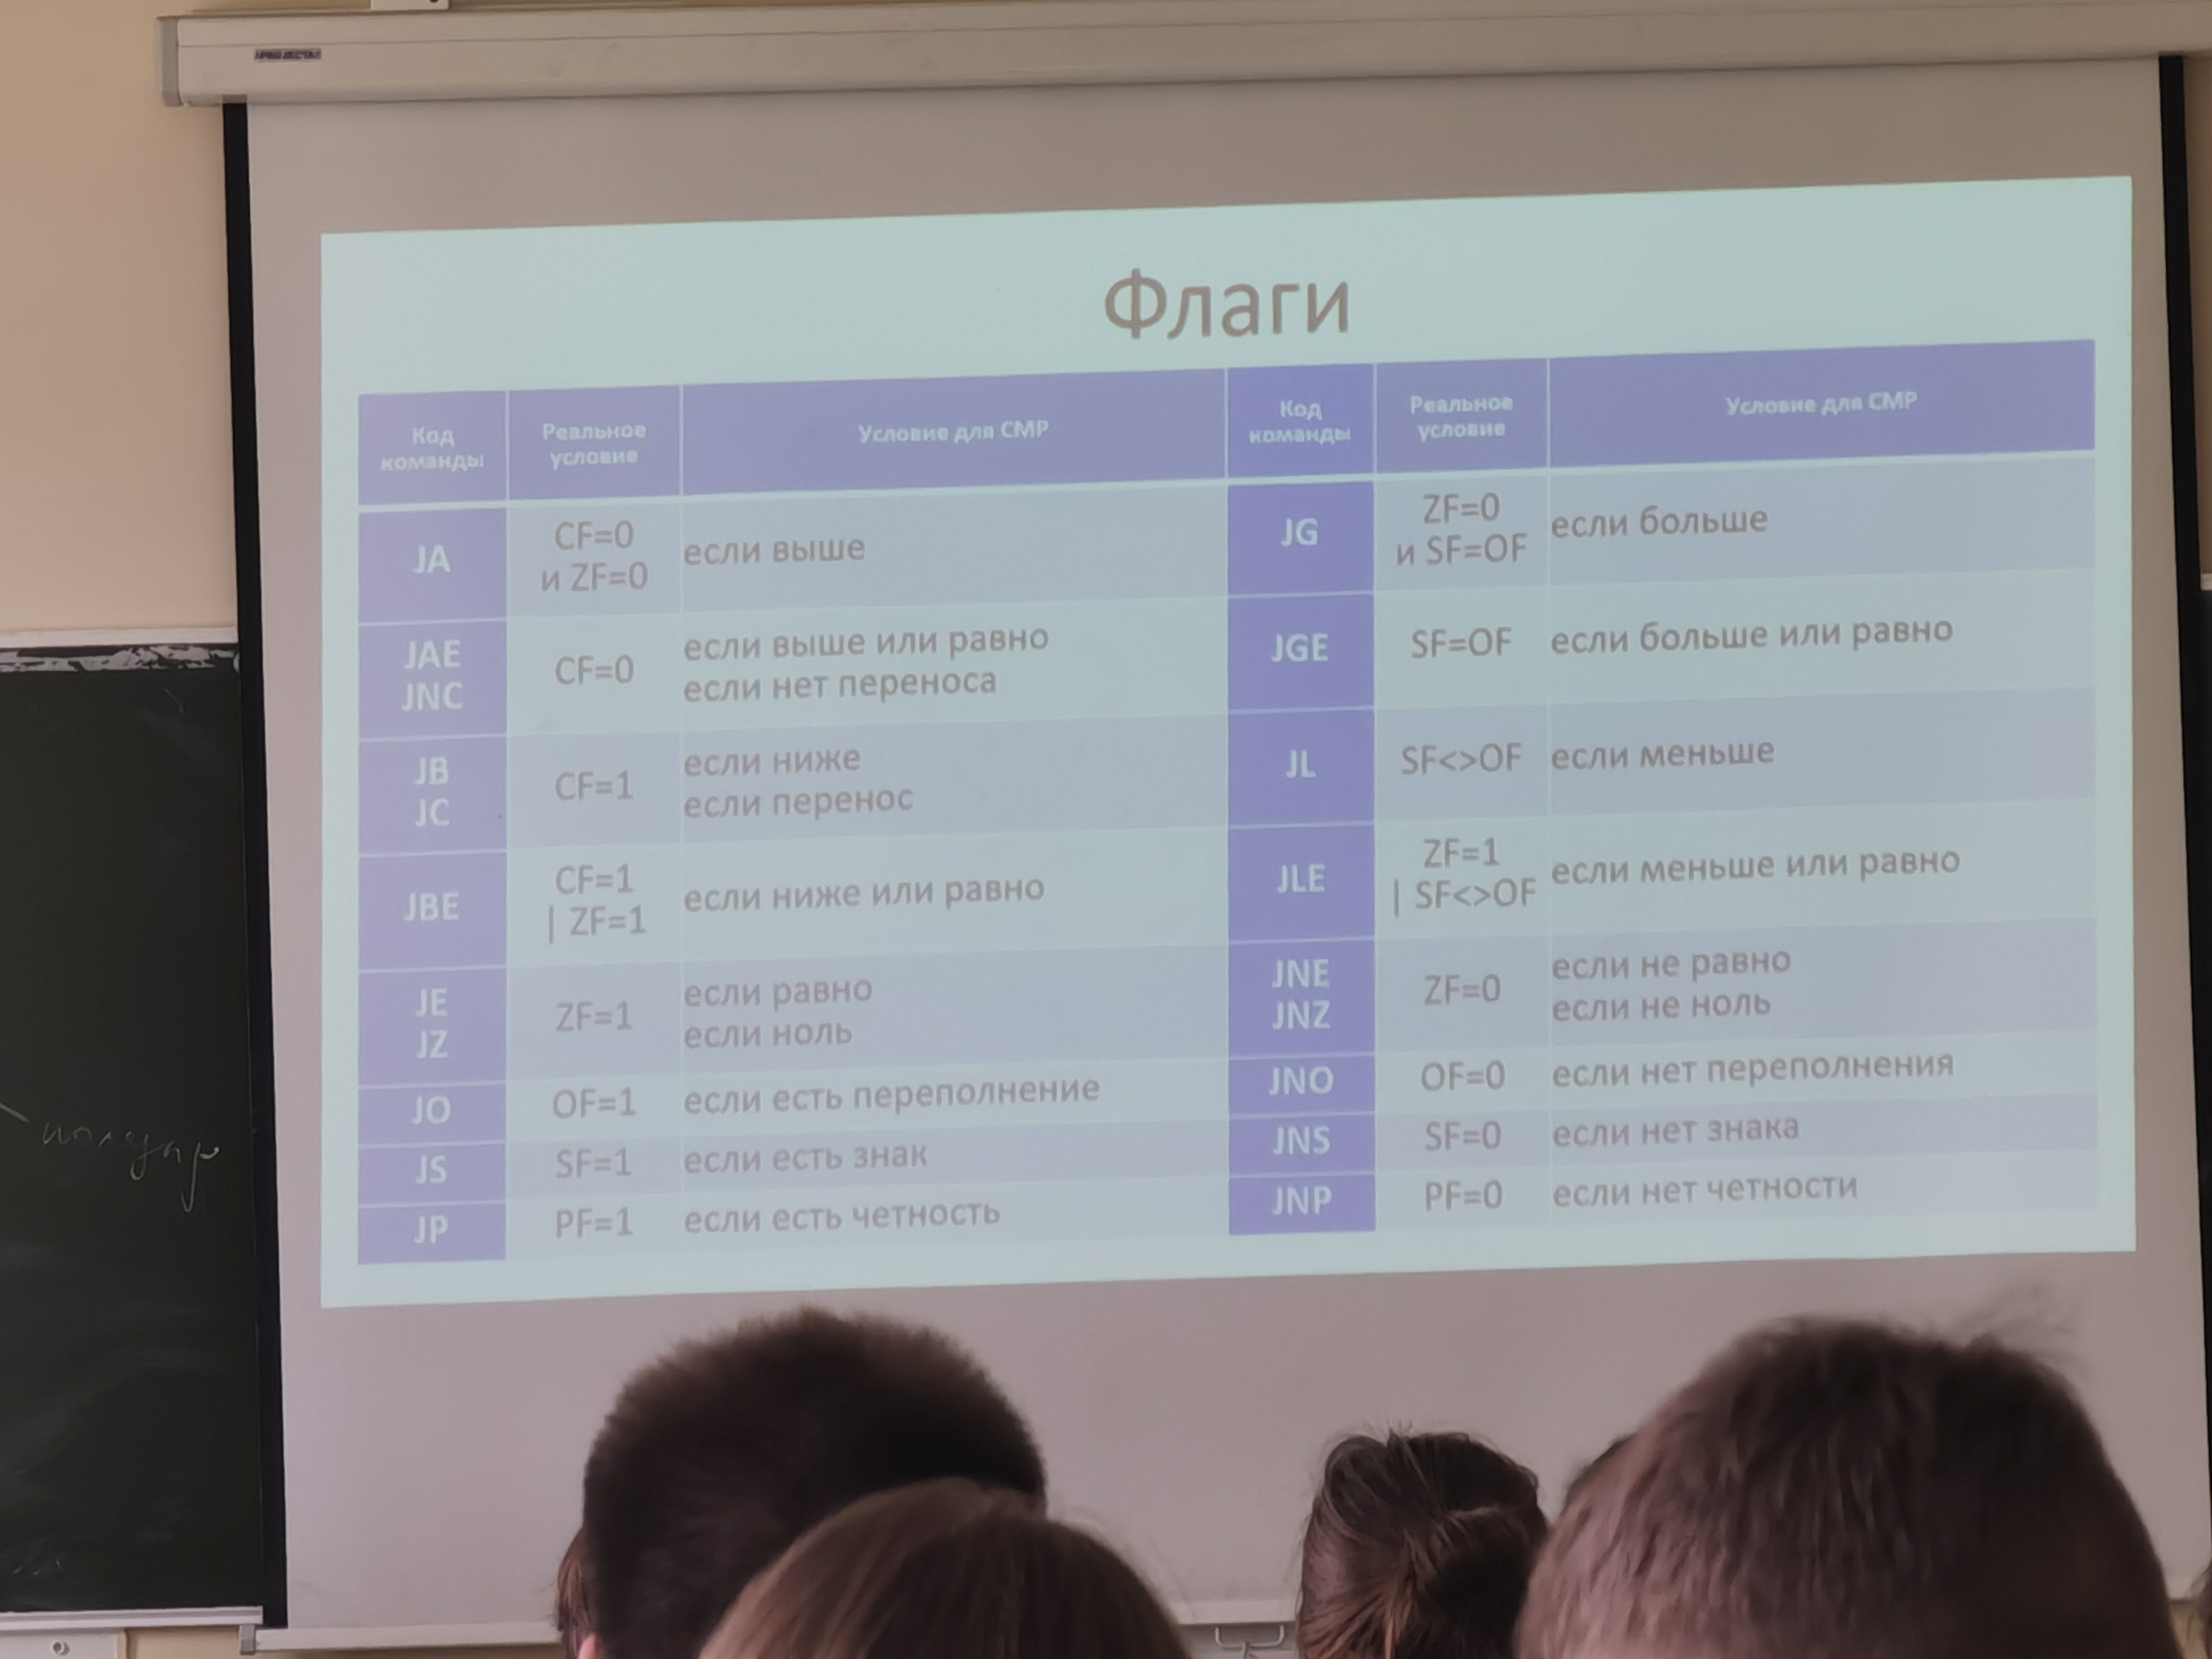 Флаги
Код команды | Реальное условие | Условие для CMP | Код команды | Реальное условие | Условие для CMP
JA | CF=0 и ZF=0 | если выше | JG | ZF=0 и SF=OF | если больше
JAE JNC | CF=0 | если выше или равно если нет переноса | JGE | SF=OF | если больше или равно
JB JC | CF=1 | если ниже если перенос | JL | SF<>OF | если меньше
JBE | CF=1 | ZF=1 | если ниже или равно | JLE | ZF=1 | SF<>OF | если меньше или равно
JE JZ | ZF=1 | если равно если ноль | JNE JNZ | ZF=0 | если не равно если не ноль
JO | OF=1 | если есть переполнение | JNO | OF=0 | если нет переполнения
JS | SF=1 | если есть знак | JNS | SF=0 | если нет знака
JP | PF=1 | если есть четность | JNP | PF=0 | если нет четности